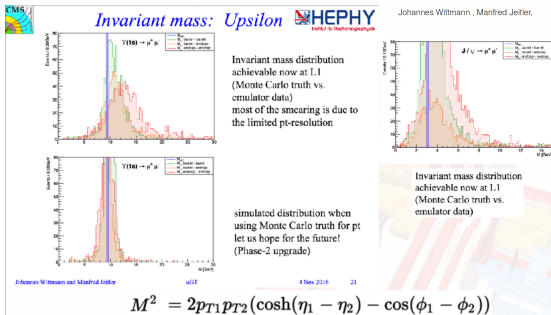 CMS
Invariant mass: Upsilon
HEPHY
Institut für Hochenergiephysik
Johannes Wittmann , Manfred Jeitler,
ϒ(1S) → μ⁺ μ⁻
Invariant mass distribution
achievable now at L1
(Monte Carlo truth vs.
emulator data)
most of the smearing is due to
the limited pt-resolution
J / ψ → μ⁺ μ⁻
ϒ(1S) → μ⁺ μ⁻
simulated distribution when
using Monte Carlo truth for pt
let us hope for the future!
(Phase-2 upgrade)
Invariant mass distribution
achievable now at L1
(Monte Carlo truth vs.
emulator data)
Johannes Wittmann and Manfred Jeitler uGT 4 Nov 2016 21
M² = 2p_{T1}p_{T2}(cosh(η₁ − η₂) − cos(ϕ₁ − ϕ₂))